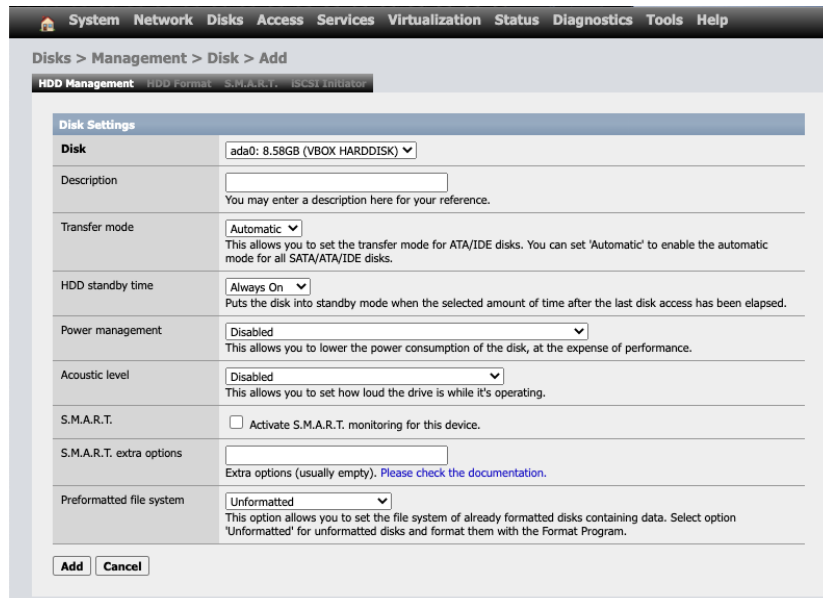 System Network Disks Access Services Virtualization Status Diagnostics Tools Help
Disks > Management > Disk > Add
HDD Management HDD Format S.M.A.R.T. iSCSI Initiator
Disk Settings
Disk
ada0: 8.58GB (VBOX HARDDISK)
Description
You may enter a description here for your reference.
Transfer mode
Automatic
This allows you to set the transfer mode for ATA/IDE disks. You can set 'Automatic' to enable the automatic
mode for all SATA/ATA/IDE disks.
HDD standby time
Always On
Puts the disk into standby mode when the selected amount of time after the last disk access has been elapsed.
Power management
Disabled
This allows you to lower the power consumption of the disk, at the expense of performance.
Acoustic level
Disabled
This allows you to set how loud the drive is while it's operating.
S.M.A.R.T.
Activate S.M.A.R.T. monitoring for this device.
S.M.A.R.T. extra options
Extra options (usually empty). Please check the documentation.
Preformatted file system
Unformatted
This option allows you to set the file system of already formatted disks containing data. Select option
'Unformatted' for unformatted disks and format them with the Format Program.
Add Cancel